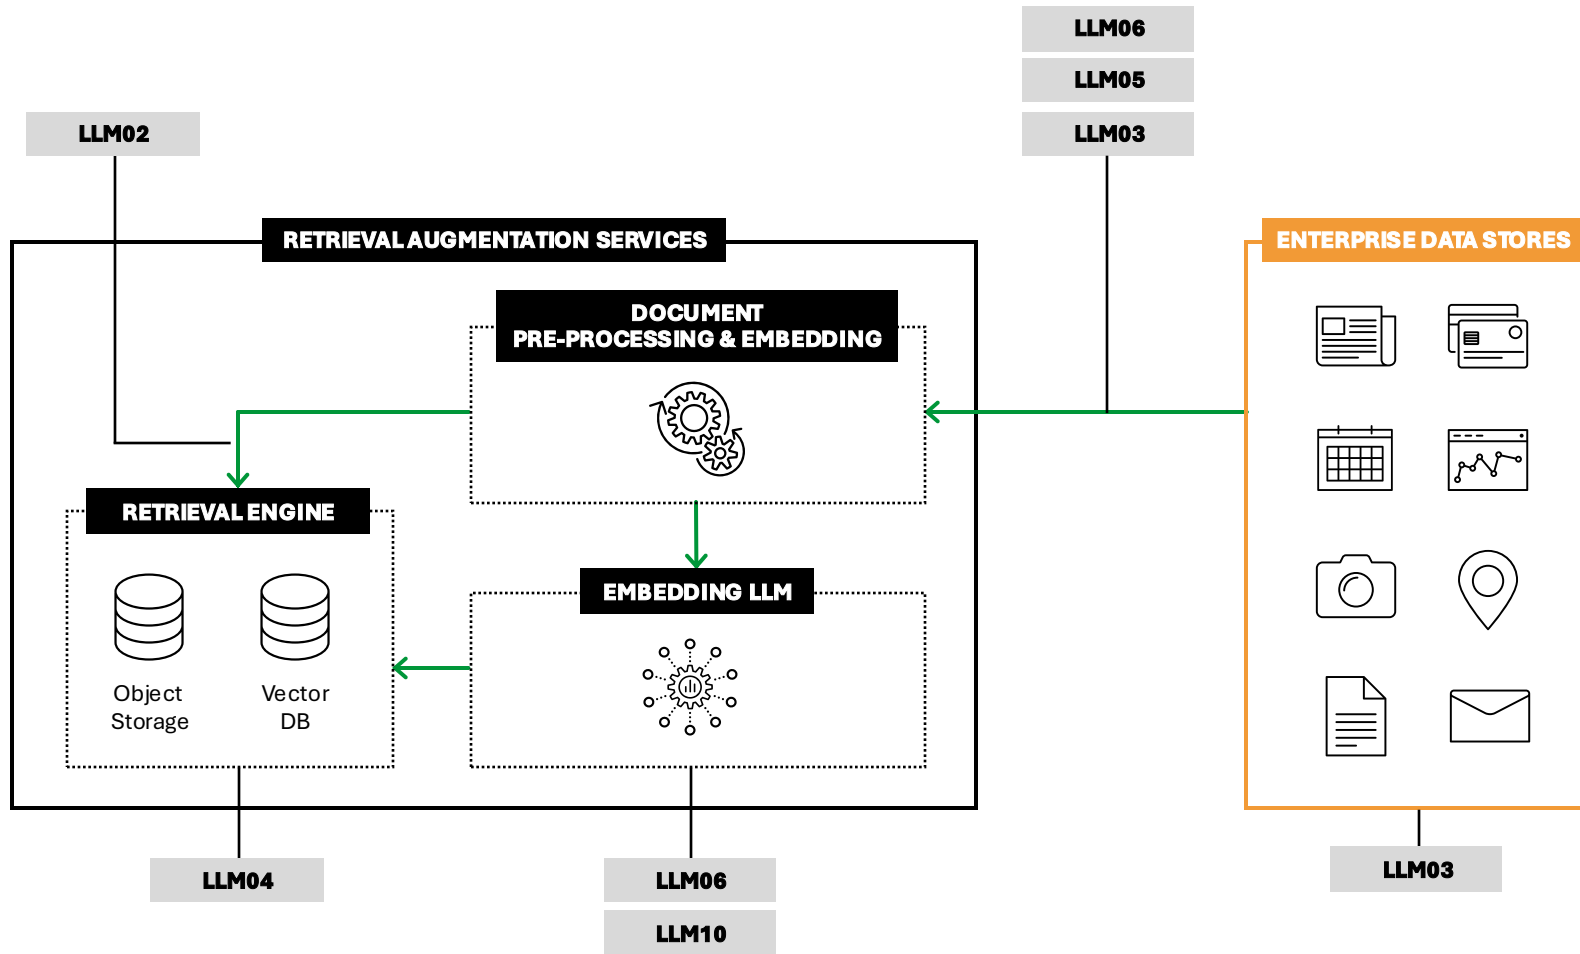 LLM06
LLM05
LLM03
LLM02
RETRIEVAL AUGMENTATION SERVICES
ENTERPRISE DATA STORES
DOCUMENT
PRE-PROCESSING & EMBEDDING
RETRIEVAL ENGINE
EMBEDDING LLM
Object
Storage
Vector
DB
LLM04
LLM06
LLM10
LLM03